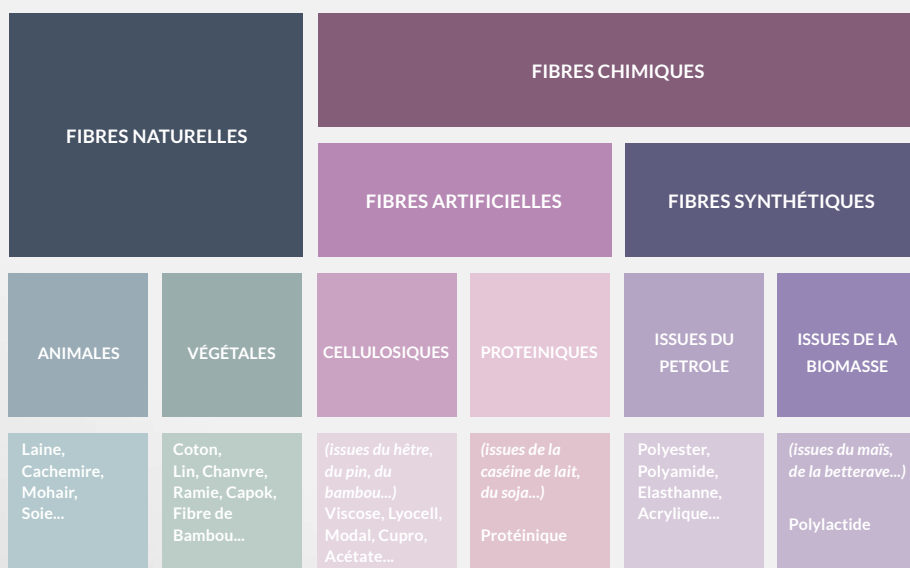 FIBRES NATURELLES
FIBRES CHIMIQUES
FIBRES ARTIFICIELLES
FIBRES SYNTHÉTIQUES
ANIMALES
VÉGÉTALES
CELLULOSIQUES
PROTEINIQUES
ISSUES DU
PETROLE
ISSUES DE LA
BIOMASSE
Laine,
Cachemire,
Mohair,
Soie...
Coton,
Lin, Chanvre,
Ramie, Capok,
Fibre de
Bambou...
(issues du hêtre,
du pin, du
bambou...)
Viscose, Lyocell,
Modal, Cupro,
Acétate...
(issues de la
caséine de lait,
du soja...)
Protéinique
Polyester,
Polyamide,
Elasthanne,
Acrylique...
(issues du maïs,
de la betterave...)
Polylactide